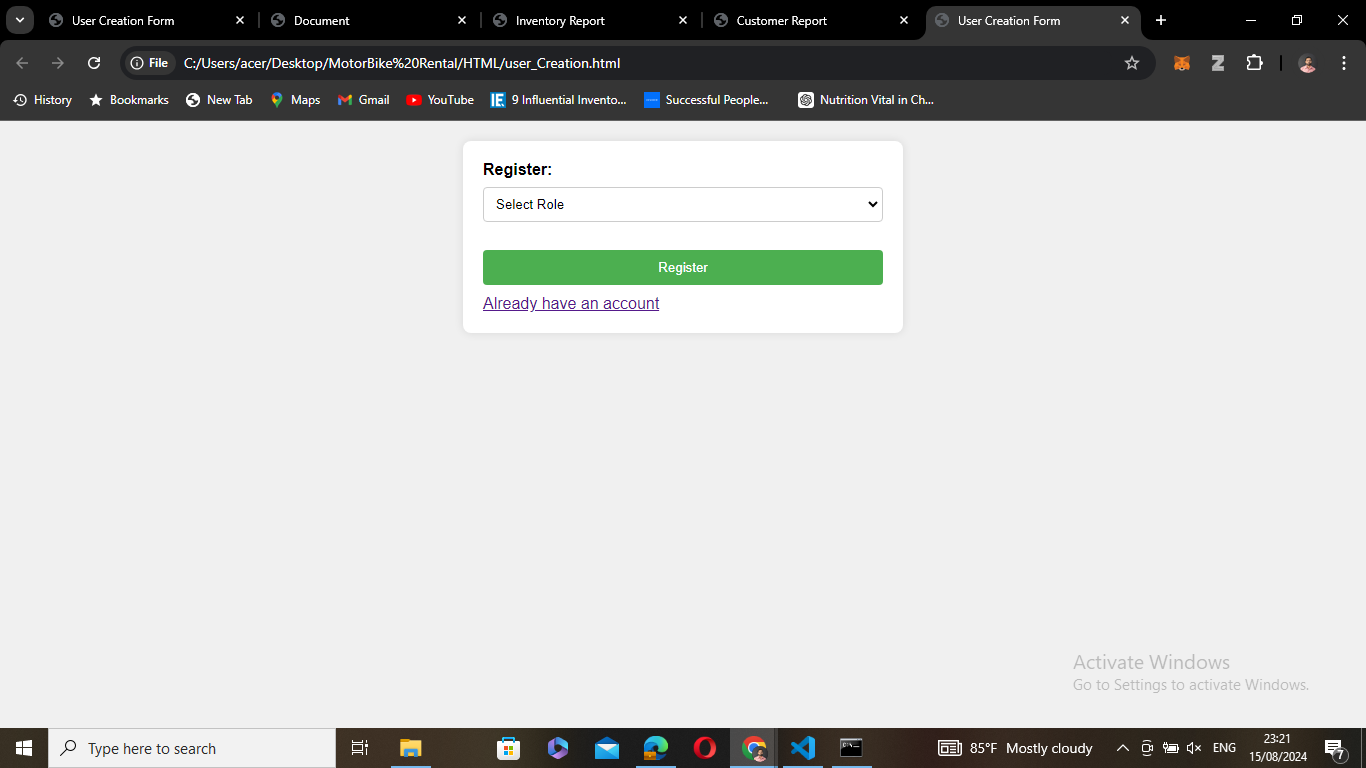 User Creation Form
Document
Inventory Report
Customer Report
User Creation Form
File
C:/Users/acer/Desktop/MotorBike%20Rental/HTML/user_Creation.html
History
Bookmarks
New Tab
Maps
Gmail
YouTube
IE
9 Influential Invento...
Successful People...
Nutrition Vital in Ch...
Register:
Select Role
Register
Already have an account
Activate Windows
Go to Settings to activate Windows.
Type here to search
85°F Mostly cloudy
ENG
23:21
15/08/2024
7